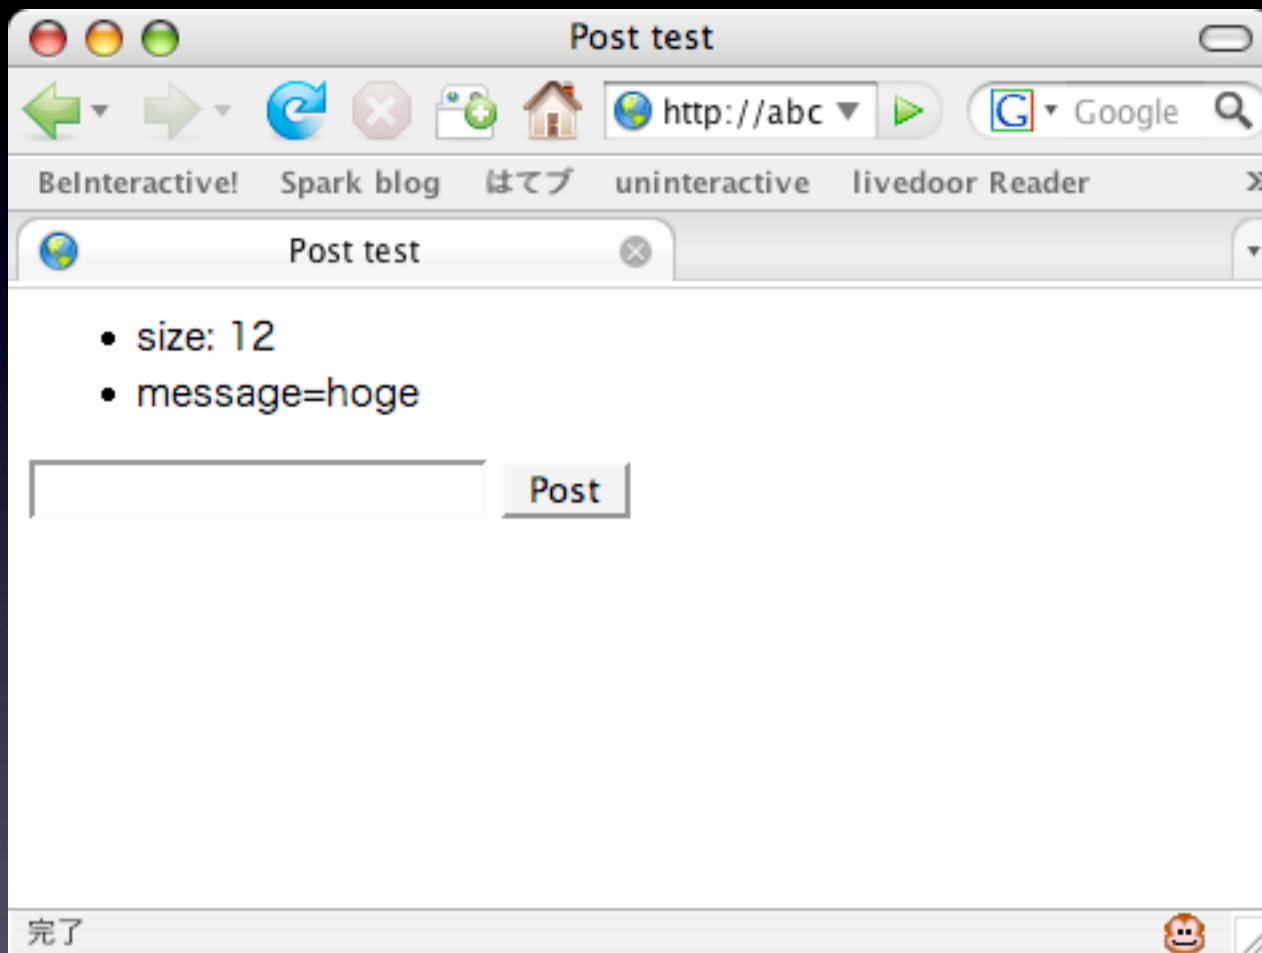 Post test
http://abc
G Google
BeInteractive! Spark blog はてブ uninteractive livedoor Reader »
Post test
• size: 12
• message=hoge
Post
完了